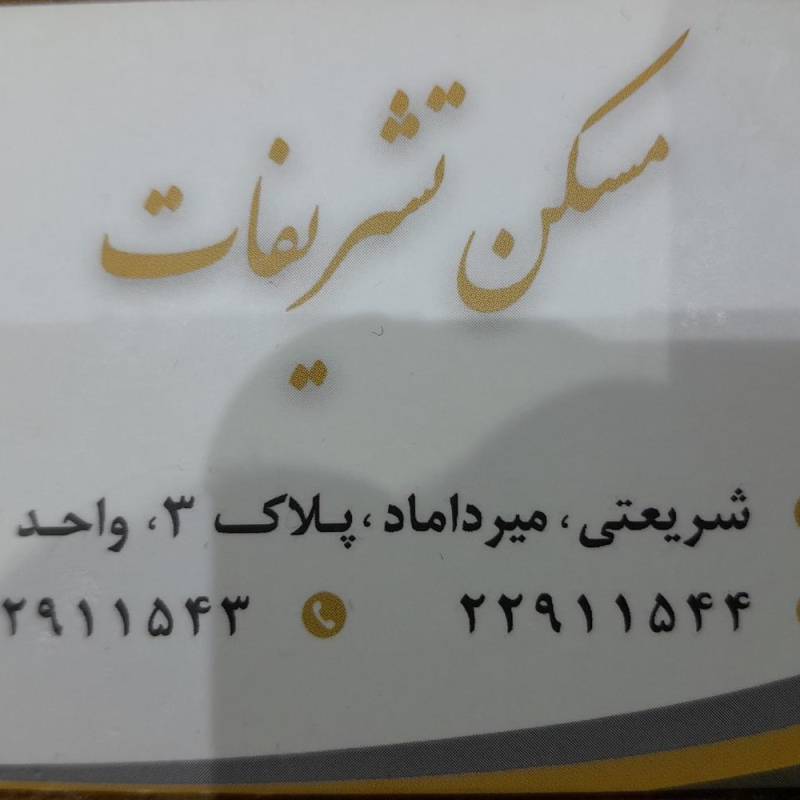 مسکن تشریفات
شریعتی، میرداماد، پلاک ۳، واحد
۲۲۹۱۱۵۴۴
۲۹۱۱۵۴۳